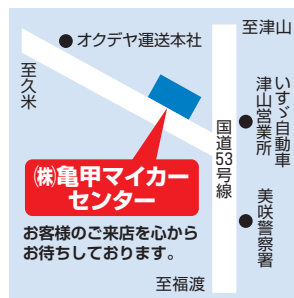 至津山
オクデヤ運送本社
至久米
いすゞ自動車
津山営業所
国道53号線
㈱亀甲マイカー
センター
美咲警察署
お客様のご来店を心から
お待ちしております。
至福渡